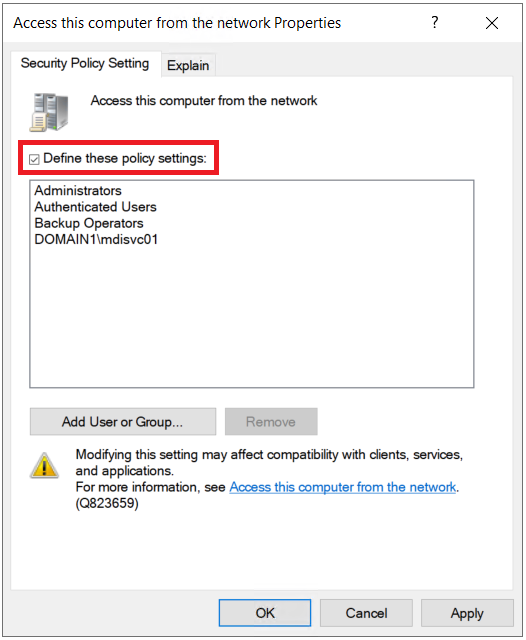 Access this computer from the network Properties
?
Security Policy Setting
Explain
Access this computer from the network
Define these policy settings:
Administrators
Authenticated Users
Backup Operators
DOMAIN1\mdisvc01
Add User or Group...
Remove
Modifying this setting may affect compatibility with clients, services,
and applications.
For more information, see Access this computer from the network.
(Q823659)
OK
Cancel
Apply